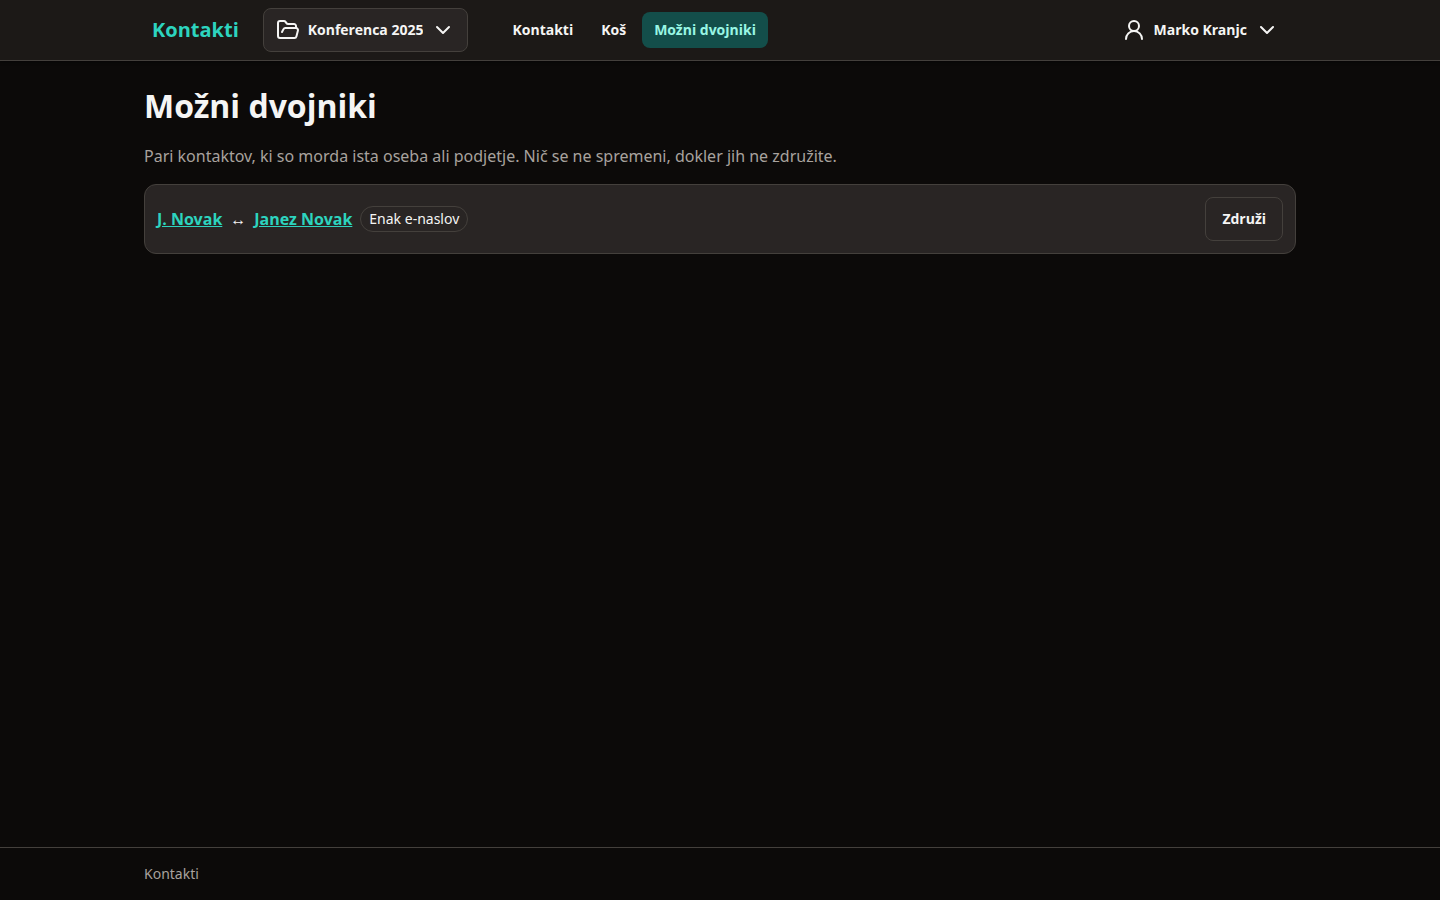 Kontakti
Konferenca 2025
Kontakti
Koš
Možni dvojniki
Marko Kranjc
Možni dvojniki
Pari kontaktov, ki so morda ista oseba ali podjetje. Nič se ne spremeni, dokler jih ne združite.
J. Novak ↔ Janez Novak Enak e-naslov
Združi
Kontakti